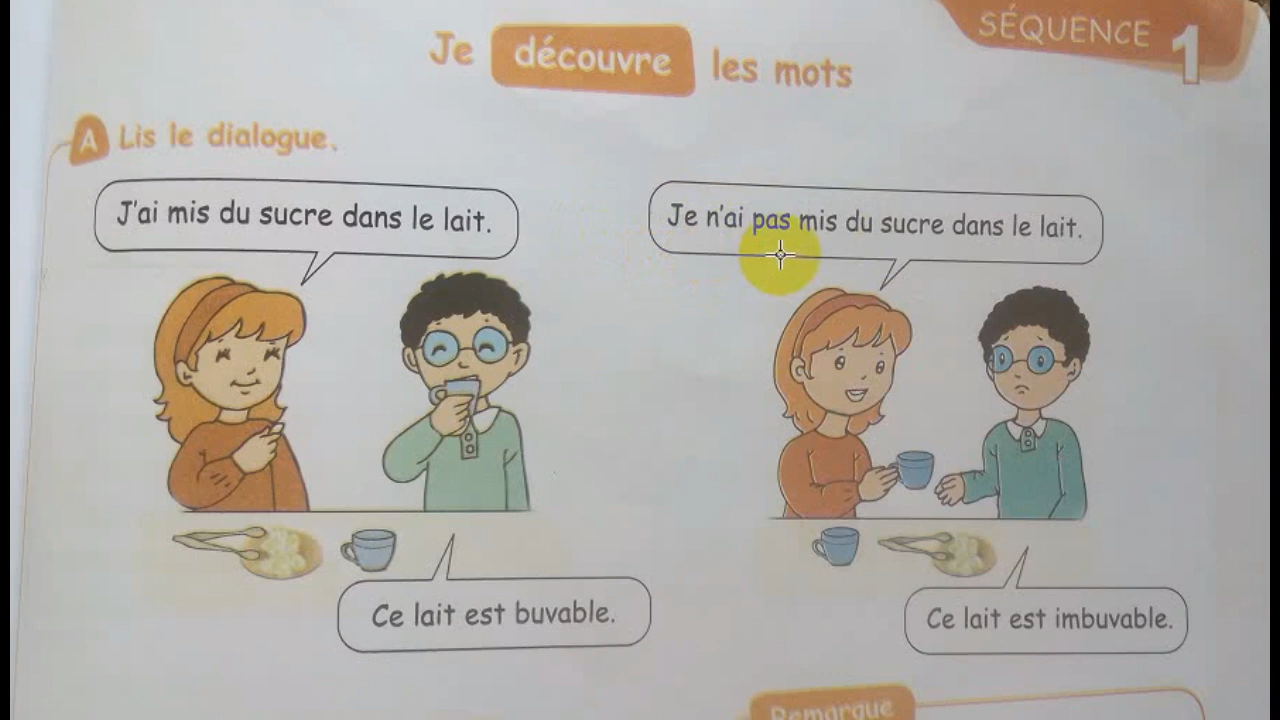 SÉQUENCE 1
Je découvre les mots
A Lis le dialogue.
J'ai mis du sucre dans le lait.
Je n'ai pas mis du sucre dans le lait.
Ce lait est buvable.
Ce lait est imbuvable.
Remarque